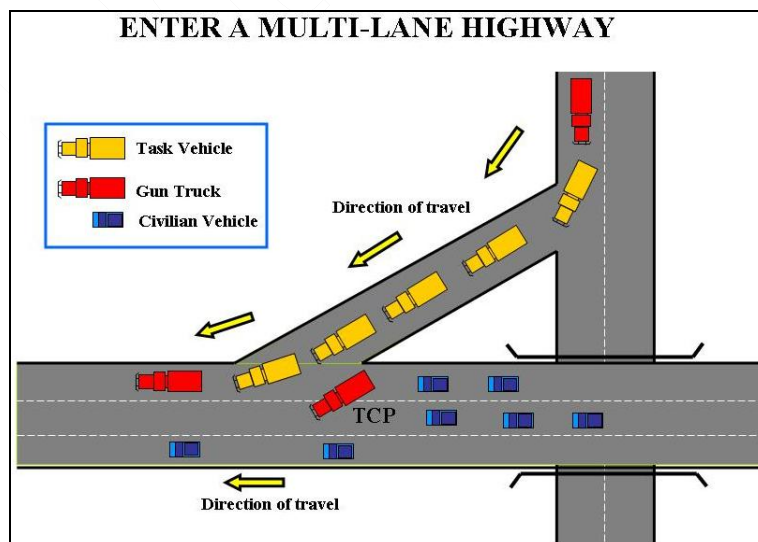 ENTER A MULTI-LANE HIGHWAY
Task Vehicle
Gun Truck
Civilian Vehicle
Direction of travel
TCP
Direction of travel